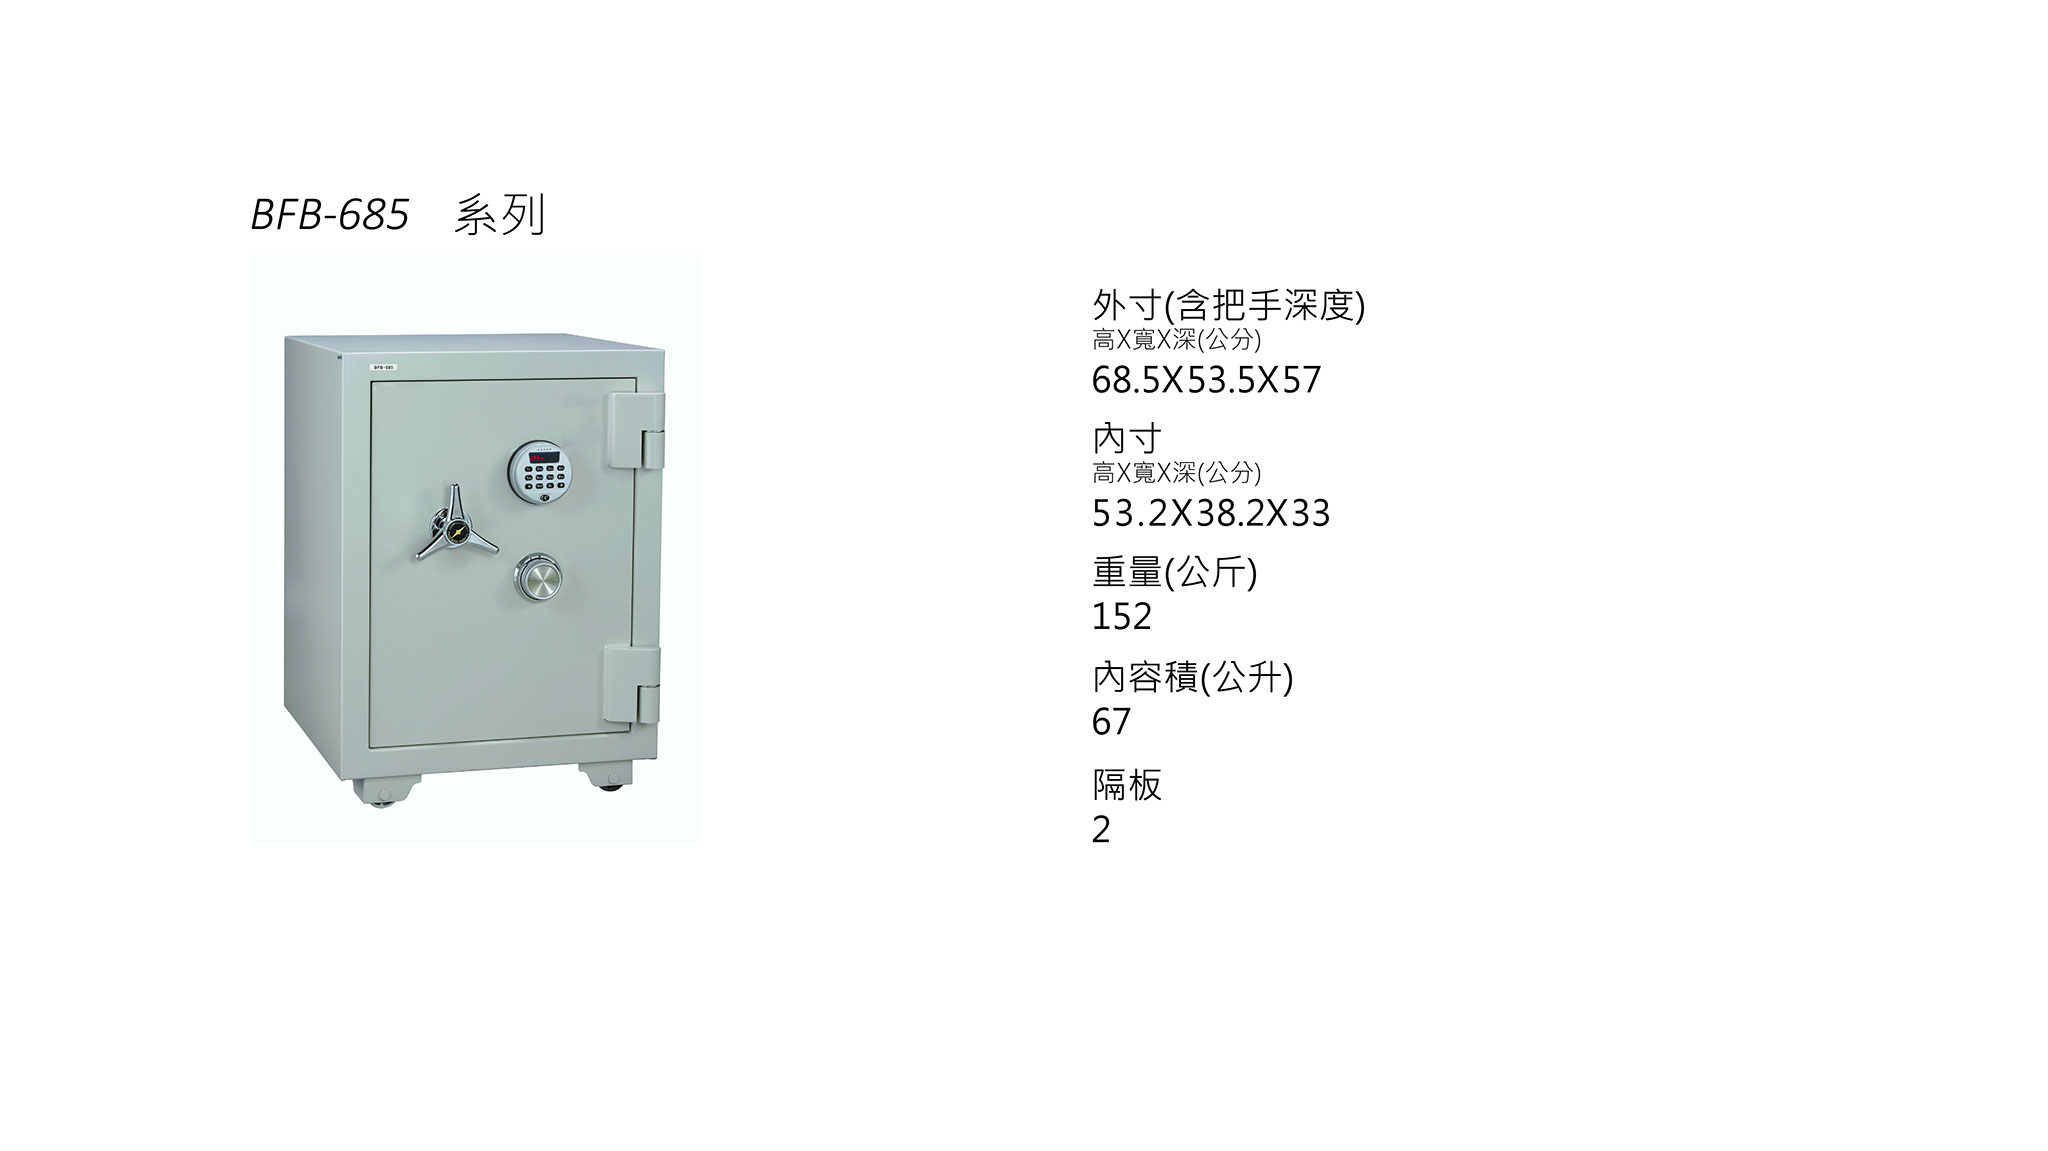 BFB-685 系列
BFB-685
外寸(含把手深度)
高X寬X深(公分)
68.5X53.5X57
內寸
高X寬X深(公分)
53.2X38.2X33
重量(公斤)
152
內容積(公升)
67
隔板
2